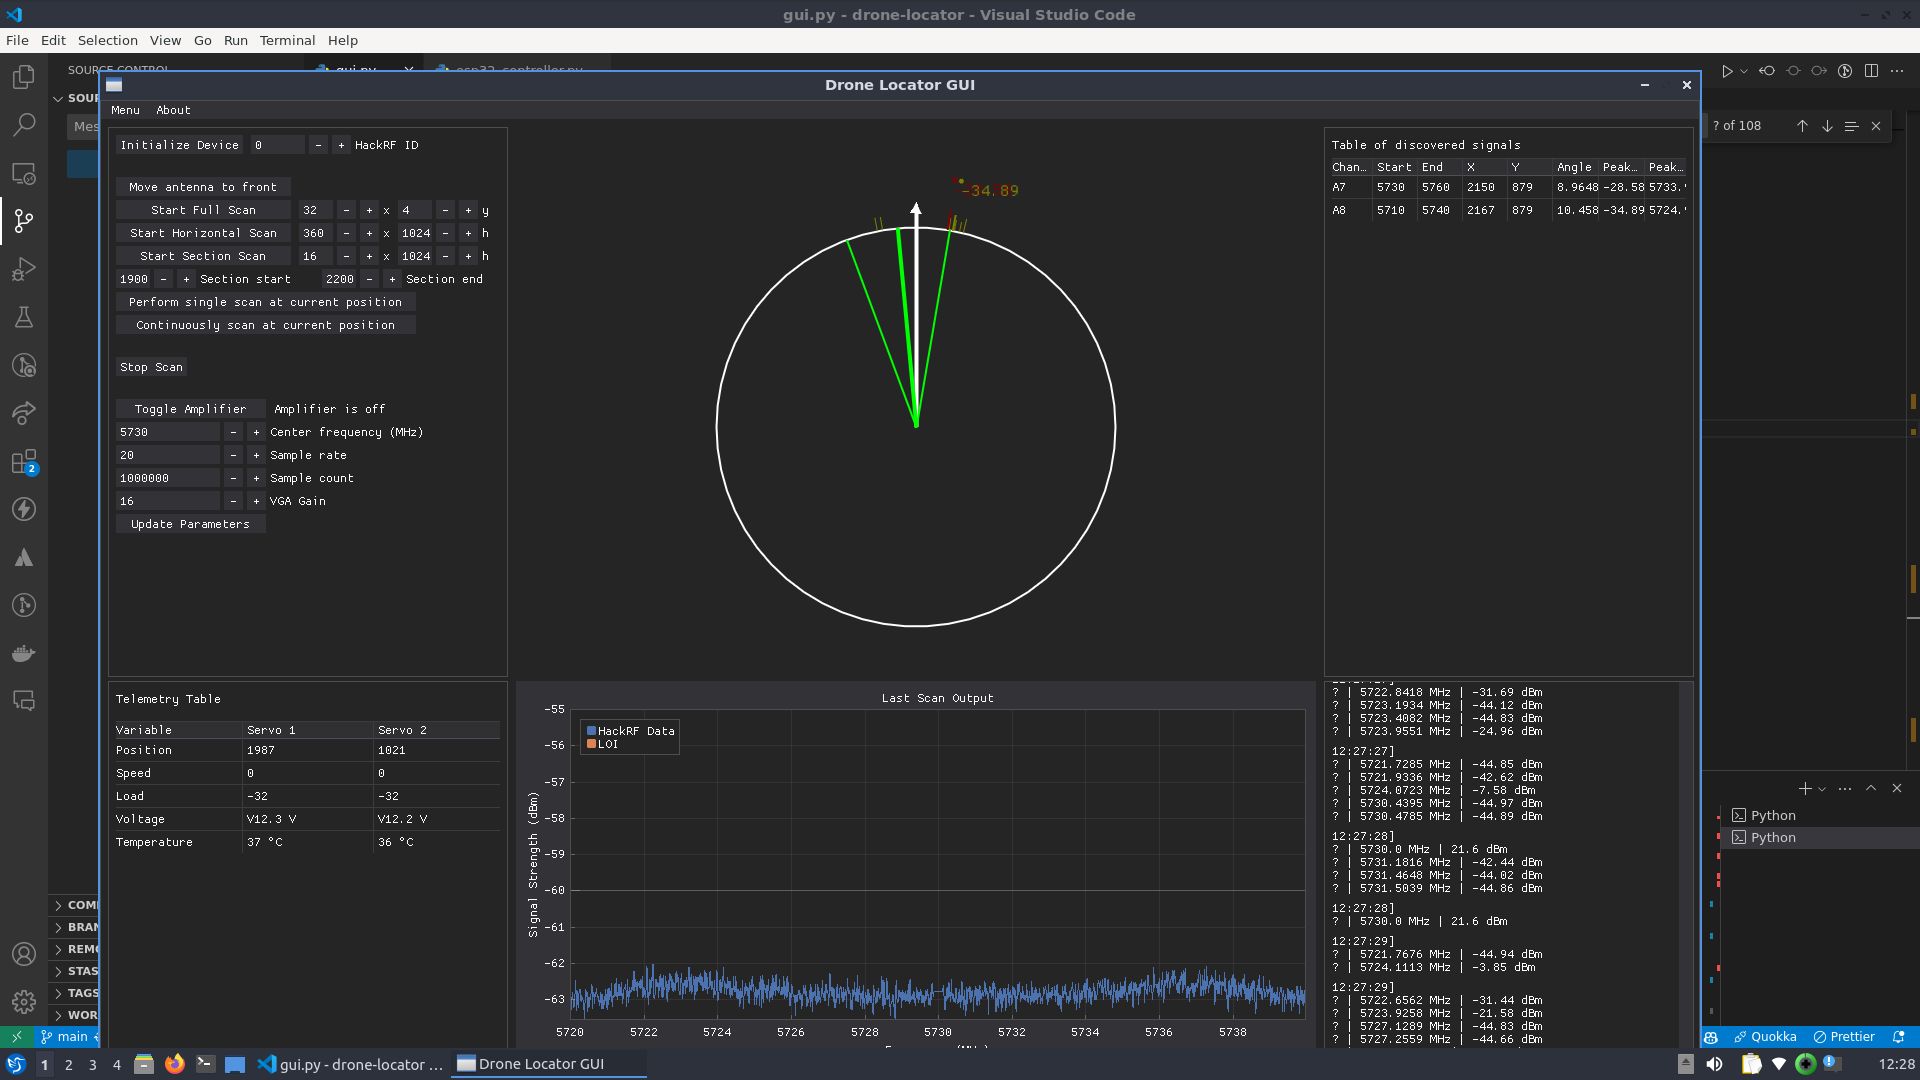 gui.py - drone-locator - Visual Studio Code
File Edit Selection View Go Run Terminal Help
SOURCE CONTROL
gui.py
esp32_controller.py
SOUR
Mes
? of 108
Drone Locator GUI
Menu About
Initialize Device 0 - + HackRF ID
Move antenna to front
Start Full Scan 32 - + x 4 - + y
Start Horizontal Scan 360 - + x 1024 - + h
Start Section Scan 16 - + x 1024 - + h
1900 - + Section start 2200 - + Section end
Perform single scan at current position
Continuously scan at current position
Stop Scan
Toggle Amplifier Amplifier is off
5730 - + Center frequency (MHz)
20 - + Sample rate
1000000 - + Sample count
16 - + VGA Gain
Update Parameters
-34.89
Table of discovered signals
Chan… Start End X Y Angle Peak… Peak…
A7 5730 5760 2150 879 8.9648 -28.58 5733.
A8 5710 5740 2167 879 10.458 -34.89 5724.
Telemetry Table
Variable Servo 1 Servo 2
Position 1987 1021
Speed 0 0
Load -32 -32
Voltage V12.3 V V12.2 V
Temperature 37 °C 36 °C
Last Scan Output
HackRF Data
LOI
Signal Strength (dBm)
-55
-56
-57
-58
-59
-60
-61
-62
-63
5720 5722 5724 5726 5728 5730 5732 5734 5736 5738
? | 5722.8418 MHz | -31.69 dBm
? | 5723.1934 MHz | -44.12 dBm
? | 5723.4082 MHz | -44.83 dBm
? | 5723.9551 MHz | -24.96 dBm
12:27:27]
? | 5721.7285 MHz | -44.85 dBm
? | 5721.9336 MHz | -42.62 dBm
? | 5724.0723 MHz | -7.58 dBm
? | 5730.4395 MHz | -44.97 dBm
? | 5730.4785 MHz | -44.89 dBm
12:27:28]
? | 5730.0 MHz | 21.6 dBm
? | 5731.1816 MHz | -42.44 dBm
? | 5731.4648 MHz | -44.02 dBm
? | 5731.5039 MHz | -44.86 dBm
12:27:28]
? | 5730.0 MHz | 21.6 dBm
12:27:29]
? | 5721.7676 MHz | -44.94 dBm
? | 5724.1113 MHz | -3.85 dBm
12:27:29]
? | 5722.6562 MHz | -31.44 dBm
? | 5723.9258 MHz | -21.58 dBm
? | 5727.1289 MHz | -44.83 dBm
? | 5727.2559 MHz | -44.66 dBm
2
Python
Python
COM
BRAN
REMO
STAS
TAGS
WOR
main
Quokka Prettier
1 2 3 4 gui.py - drone-locator ... Drone Locator GUI 12:28